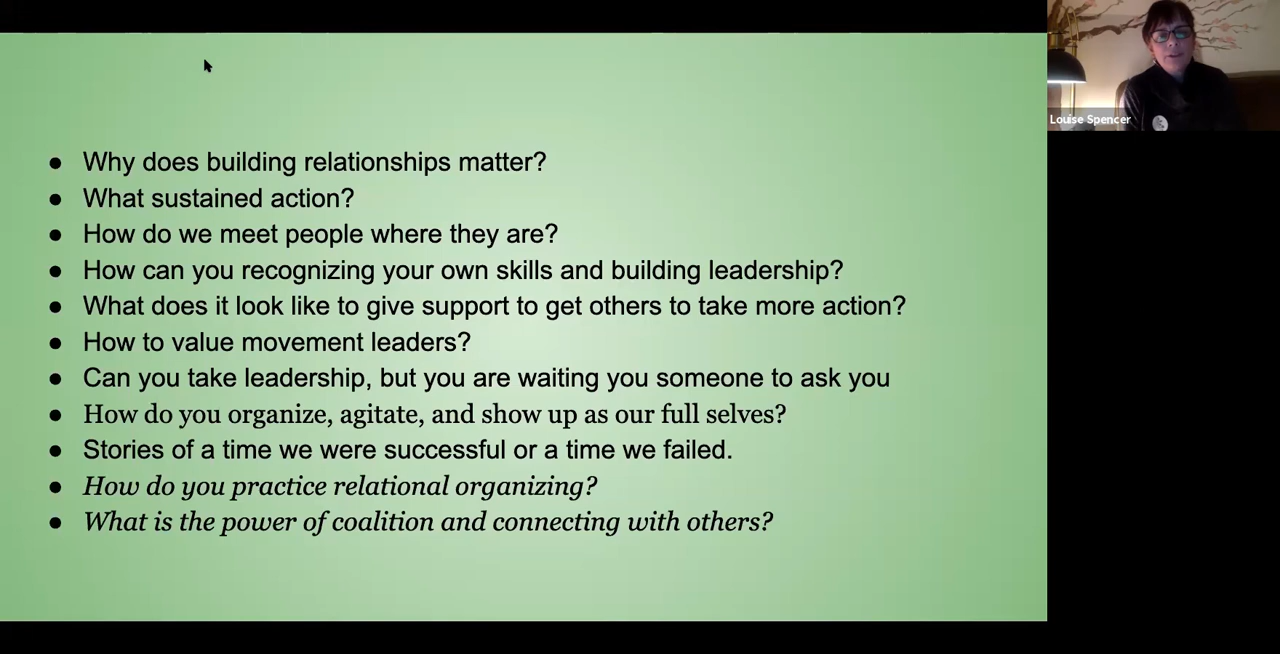 Why does building relationships matter?
What sustained action?
How do we meet people where they are?
How can you recognizing your own skills and building leadership?
What does it look like to give support to get others to take more action?
How to value movement leaders?
Can you take leadership, but you are waiting you someone to ask you
How do you organize, agitate, and show up as our full selves?
Stories of a time we were successful or a time we failed.
How do you practice relational organizing?
What is the power of coalition and connecting with others?
Louise Spencer